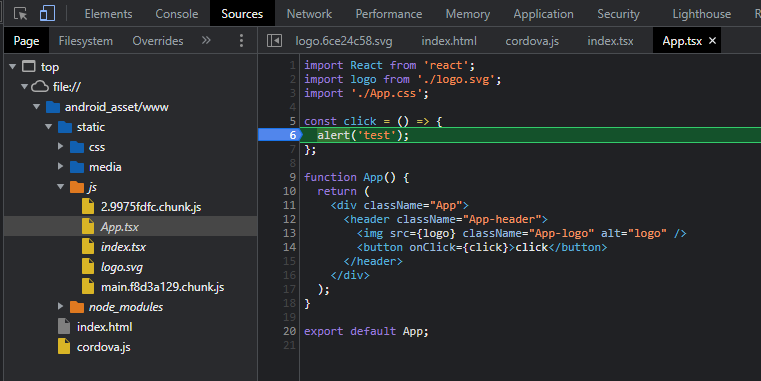 Elements Console Sources Network Performance Memory Application Security Lighthouse R
Page Filesystem Overrides
top
file://
android_asset/www
static
css
media
js
2.9975fdfc.chunk.js
App.tsx
index.tsx
logo.svg
main.f8d3a129.chunk.js
node_modules
index.html
cordova.js
logo.6ce24c58.svg index.html cordova.js index.tsx App.tsx
1 import React from 'react';
2 import logo from './logo.svg';
3 import './App.css';
4
5 const click = () => {
6 alert('test');
7 };
8
9 function App() {
10 return (
11 <div className="App">
12 <header className="App-header">
13 <img src={logo} className="App-logo" alt="logo" />
14 <button onClick={click}>click</button>
15 </header>
16 </div>
17 );
18 }
19
20 export default App;
21